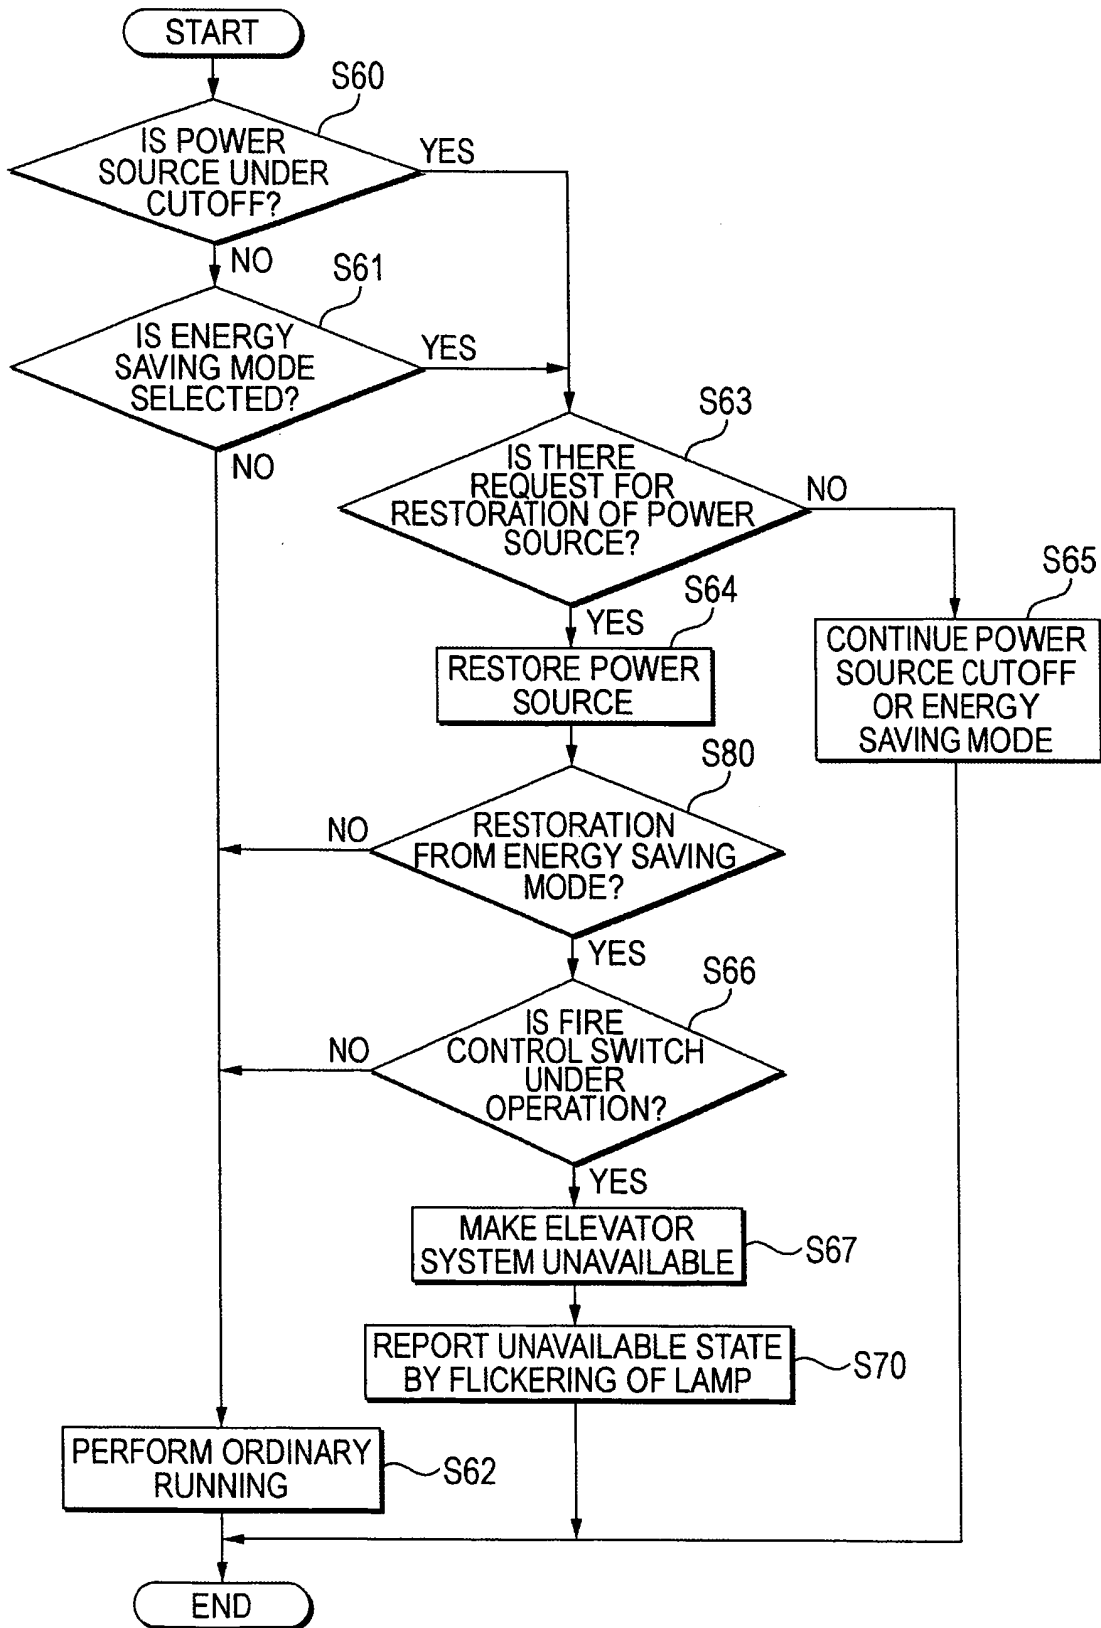 START
S60
IS POWER
SOURCE UNDER
CUTOFF?
YES
NO
S61
IS ENERGY
SAVING MODE
SELECTED?
YES
NO
S63
IS THERE
REQUEST FOR
RESTORATION OF POWER
SOURCE?
NO
YES
S65
CONTINUE POWER
SOURCE CUTOFF
OR ENERGY
SAVING MODE
S64
RESTORE POWER
SOURCE
S80
RESTORATION
FROM ENERGY SAVING
MODE?
NO
YES
S66
IS FIRE
CONTROL SWITCH
UNDER
OPERATION?
NO
YES
MAKE ELEVATOR
SYSTEM UNAVAILABLE
S67
REPORT UNAVAILABLE STATE
BY FLICKERING OF LAMP
S70
PERFORM ORDINARY
RUNNING
S62
END